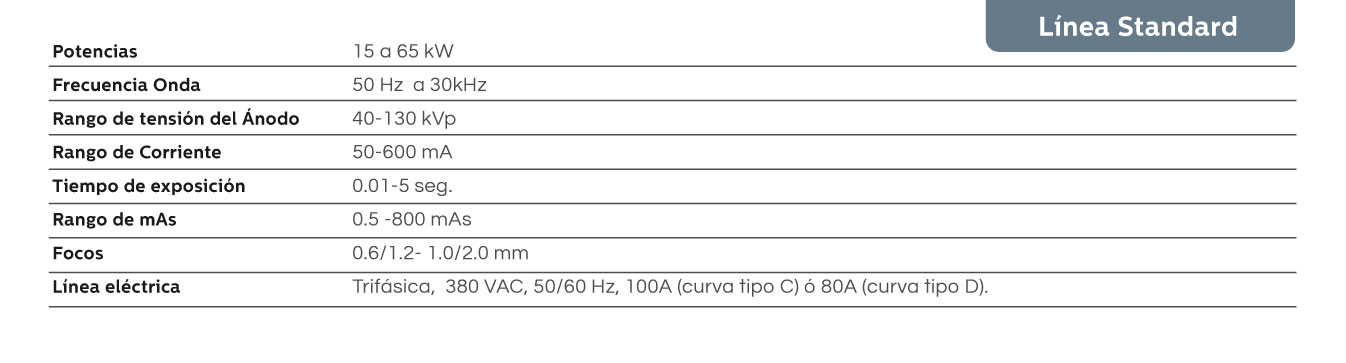 Línea Standard
Potencias 15 a 65 kW
Frecuencia Onda 50 Hz a 30kHz
Rango de tensión del Ánodo 40-130 kVp
Rango de Corriente 50-600 mA
Tiempo de exposición 0.01-5 seg.
Rango de mAs 0.5 -800 mAs
Focos 0.6/1.2- 1.0/2.0 mm
Línea eléctrica Trifásica, 380 VAC, 50/60 Hz, 100A (curva tipo C) ó 80A (curva tipo D).